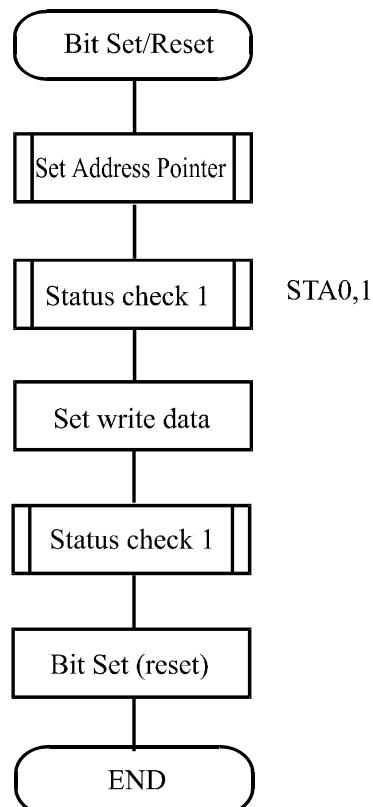 Bit Set/Reset
Set Address Pointer
Status check 1
STA0,1
Set write data
Status check 1
Bit Set (reset)
END